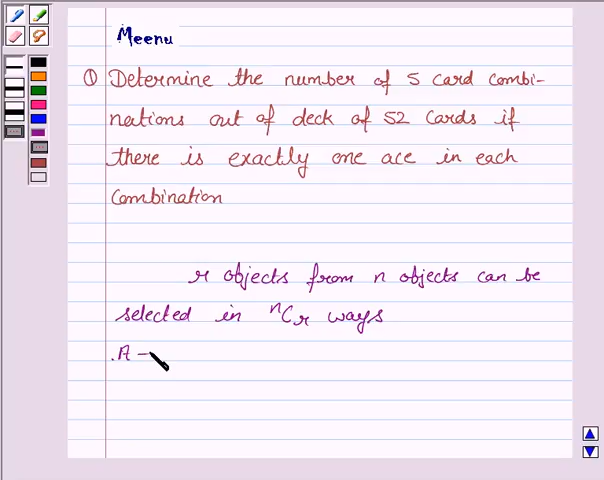 Meenu
① Determine the number of 5 card combi-
nations out of deck of 52 cards if
there is exactly one ace in each
combination
r objects from n objects can be
selected in ⁿCr ways
.A -